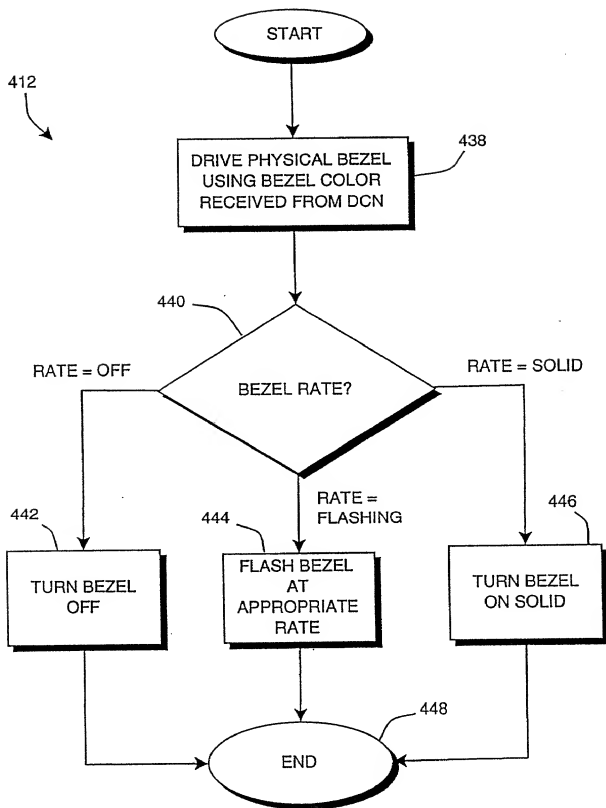 START
412
DRIVE PHYSICAL BEZEL
USING BEZEL COLOR
RECEIVED FROM DCN
438
440
RATE = OFF
BEZEL RATE?
RATE = SOLID
RATE =
FLASHING
442
TURN BEZEL
OFF
444
FLASH BEZEL
AT
APPROPRIATE
RATE
446
TURN BEZEL
ON SOLID
448
END